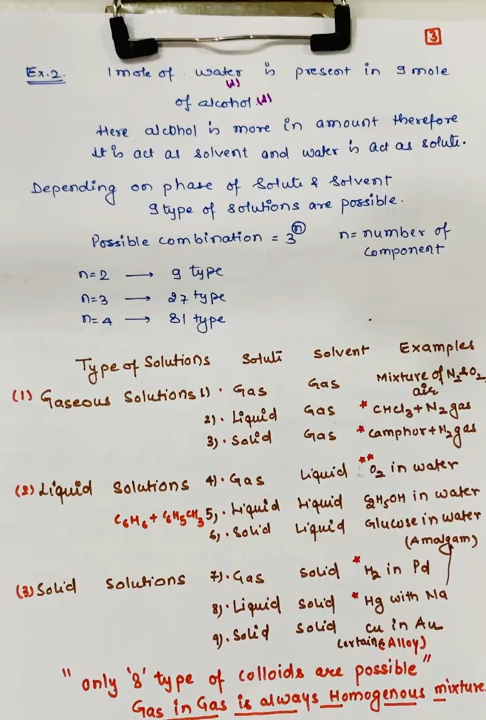 3
Ex.2. 1 mole of water is present in 9 mole
(l)
of alcohol (l)
Here alcohol is more in amount therefore
it is act as solvent and water is act as solute.
Depending on phase of Solute & Solvent
9 type of solutions are possible.
Possible combination = 3ⁿ n = number of
component
n=2 → 9 type
n=3 → 27 type
n=4 → 81 type
Type of Solutions Solute Solvent Examples
(1) Gaseous Solutions 1) Gas Gas Mixture of N2&O2
air
2) Liquid Gas *CHCl3+N2 gas
3) Solid Gas *Camphor+N2 gas
(2) Liquid Solutions 4) Gas Liquid **O2 in water
C6H6 + C6H5CH3 5) Liquid Liquid C2H5OH in water
6) Solid Liquid Glucose in water
(Amalgam)
(3) Solid Solutions 7) Gas Solid *H2 in Pd
8) Liquid Solid *Hg with Na
9) Solid Solid Cu in Au
(Alloy)
"only '8' type of colloids are possible"
Gas in Gas is always Homogenous mixture.